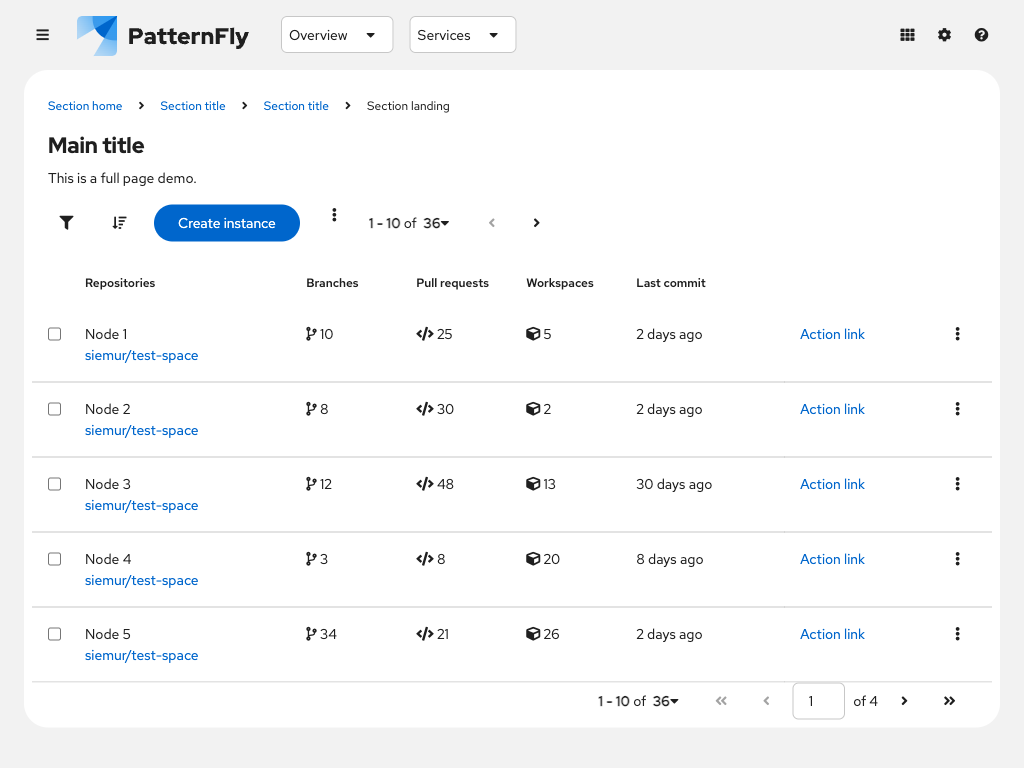 PatternFly Overview Services
Section home Section title Section title Section landing
Main title
This is a full page demo.
Create instance 1 - 10 of 36
Repositories Branches Pull requests Workspaces Last commit
Node 1 10 25 5 2 days ago Action link
siemur/test-space
Node 2 8 30 2 2 days ago Action link
siemur/test-space
Node 3 12 48 13 30 days ago Action link
siemur/test-space
Node 4 3 8 20 8 days ago Action link
siemur/test-space
Node 5 34 21 26 2 days ago Action link
siemur/test-space
1 - 10 of 36 1 of 4